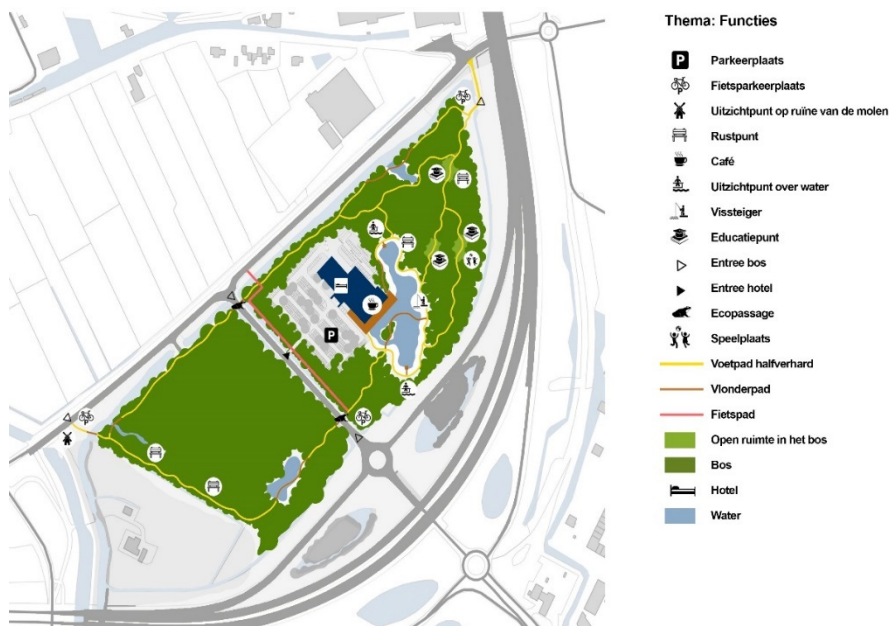 Thema: Functies
P Parkeerplaats
P Fietsparkeerplaats
Uitzichtpunt op ruïne van de molen
Rustpunt
Café
Uitzichtpunt over water
Vissteiger
Educatiepunt
Entree bos
Entree hotel
Ecopassage
Speelplaats
Voetpad halfverhard
Vlonderpad
Fietspad
Open ruimte in het bos
Bos
Hotel
Water
P
P
P
P